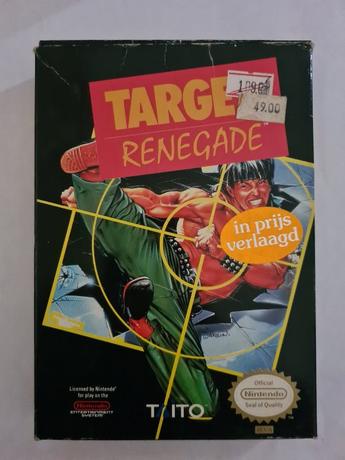 TARGE
RENEGADE
49.00
in prijs
verlaagd
Licensed by Nintendo®
for play on the
Nintendo
ENTERTAINMENT
SYSTEM®
TAITO
Official
Nintendo
Seal of Quality